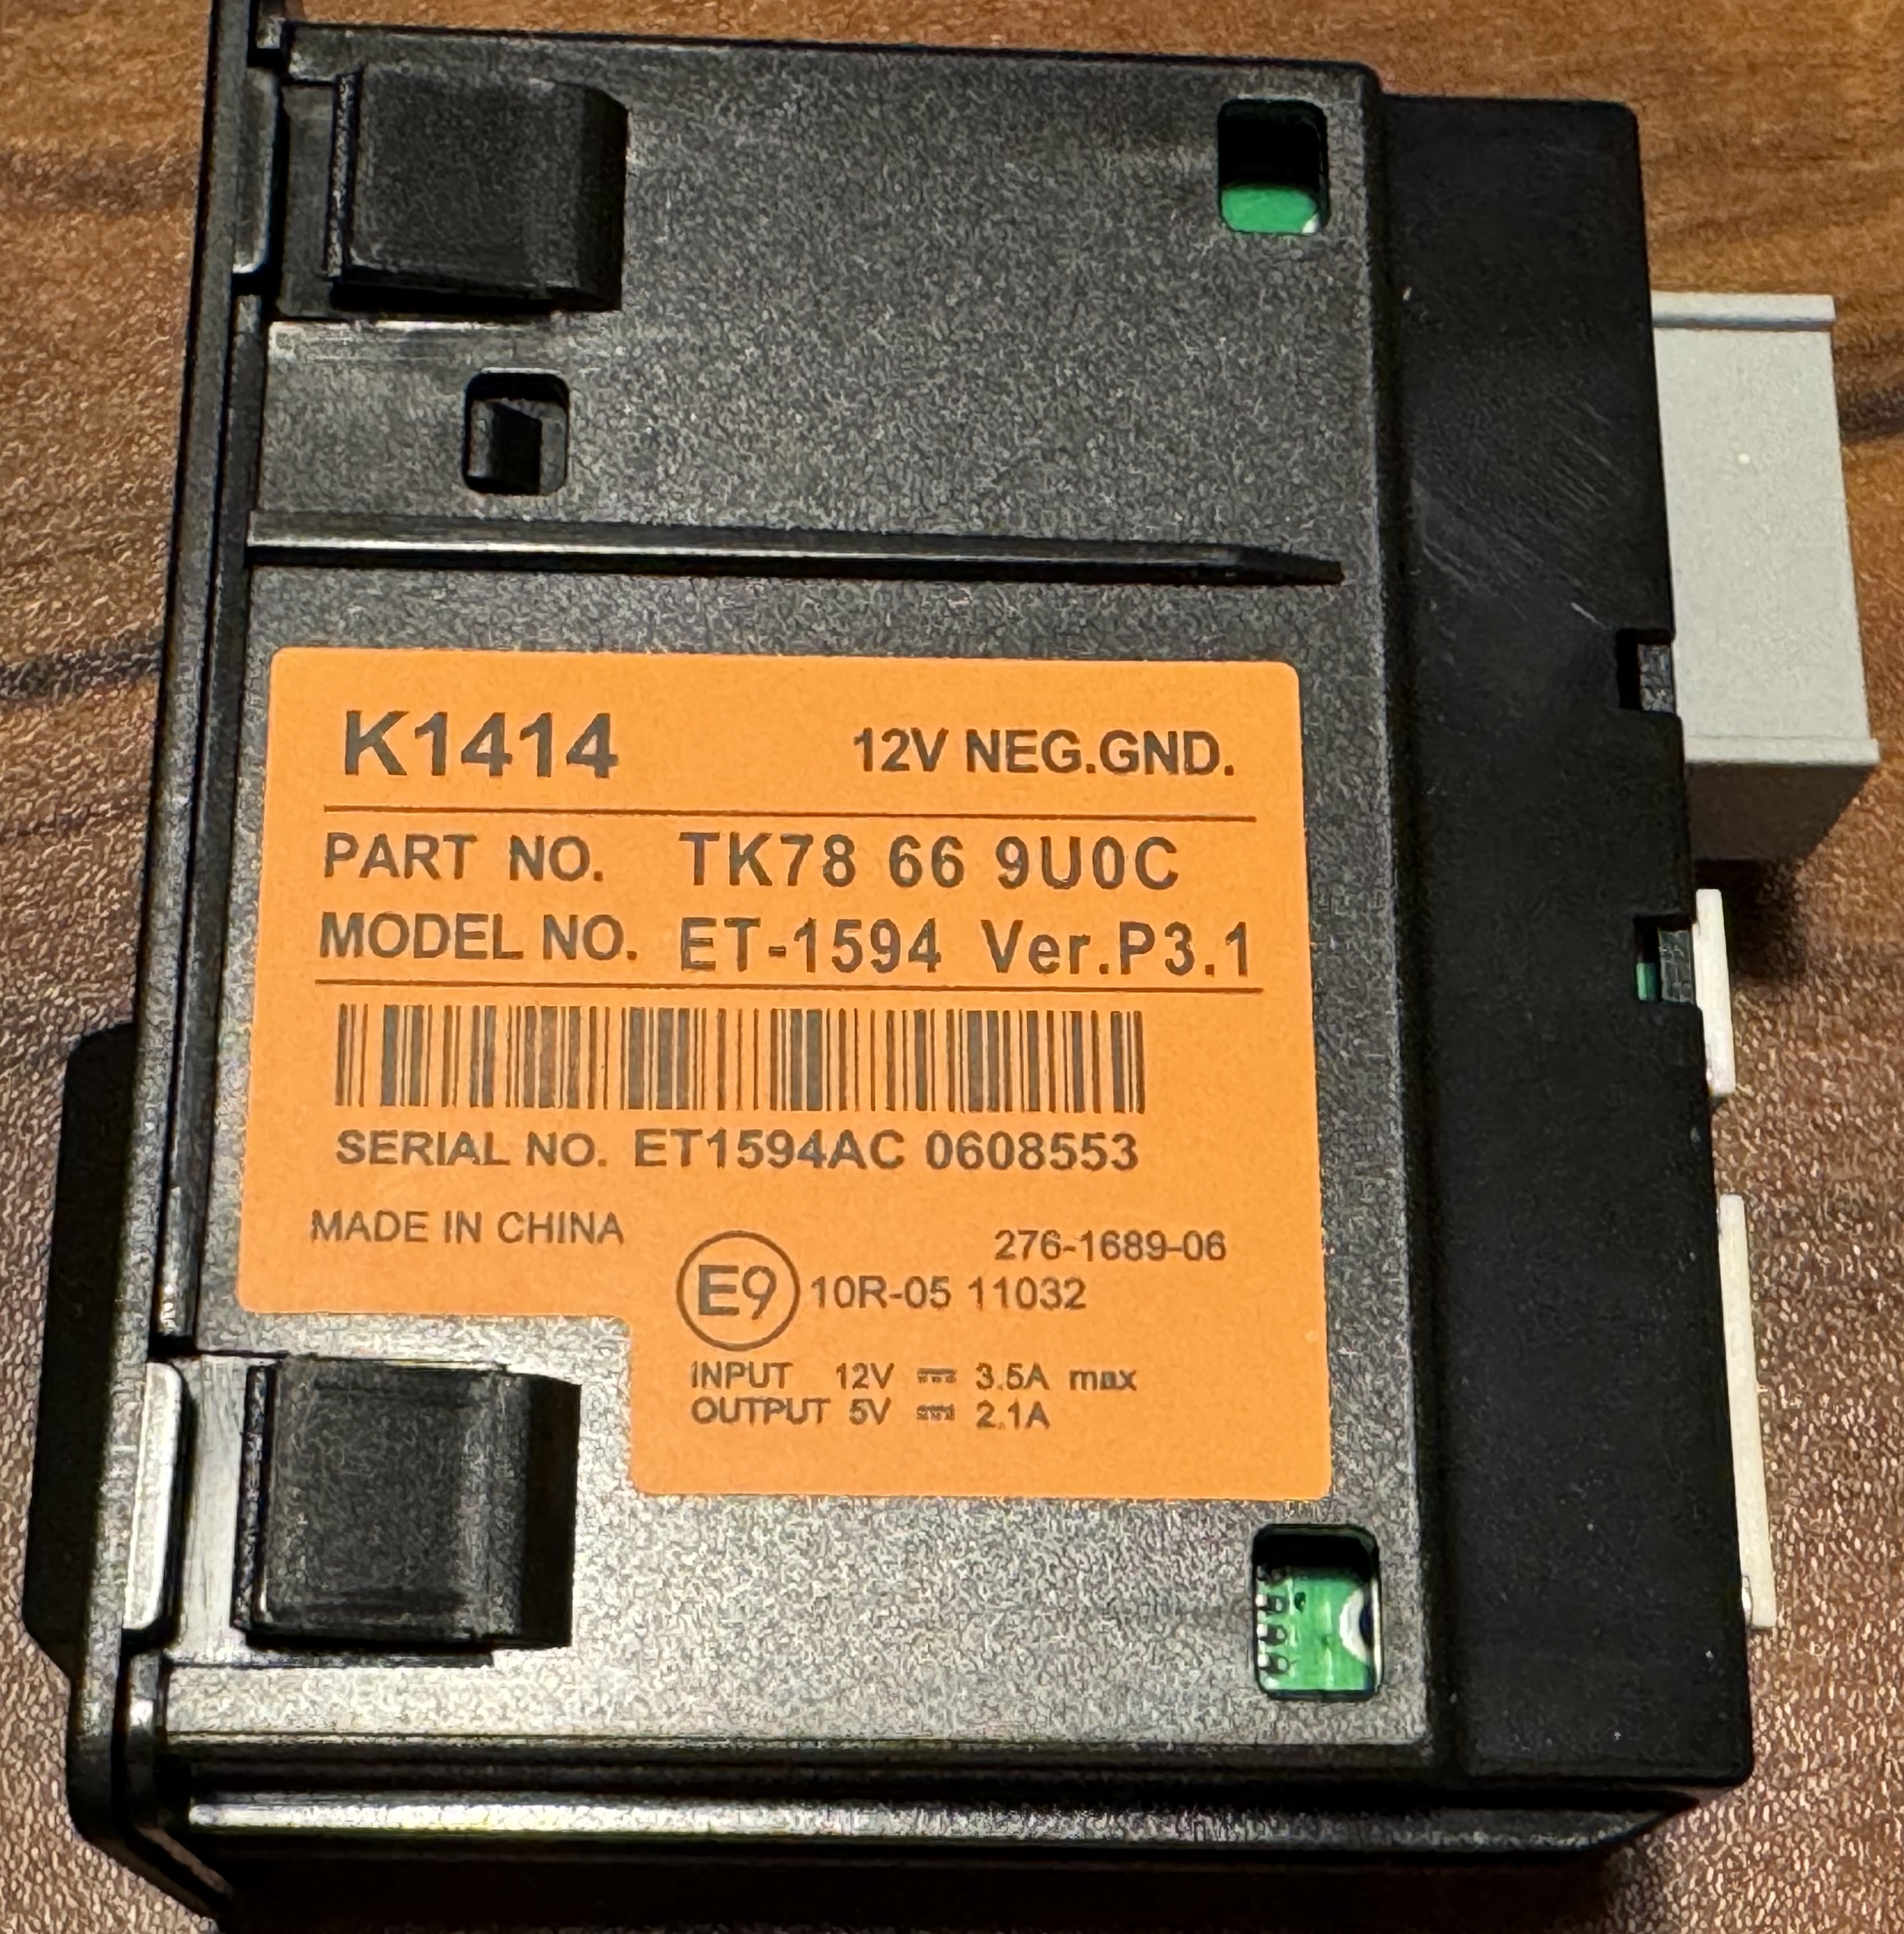 K1414 12V NEG.GND.
PART NO. TK78 66 9U0C
MODEL NO. ET-1594 Ver.P3.1
SERIAL NO. ET1594AC 0608553
MADE IN CHINA
276-1689-06
E9 10R-05 11032
INPUT 12V ⎓ 3.5A max
OUTPUT 5V ⎓ 2.1A